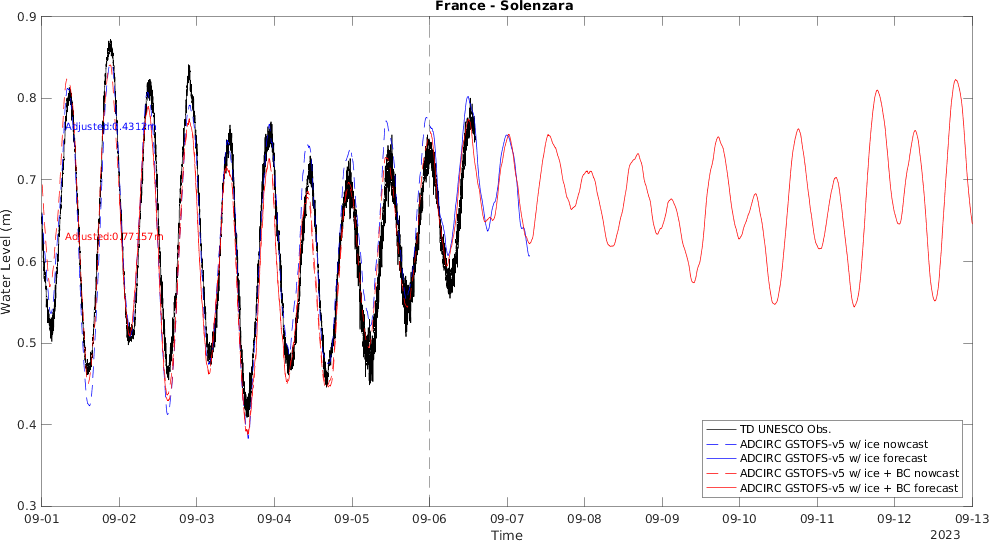 France - Solenzara
0.9
0.8
0.7
0.6
0.5
0.4
0.3
Water Level (m)
Adjusted:0.4312m
Adjusted:0.77157m
TD UNESCO Obs.
ADCIRC GSTOFS-v5 w/ ice nowcast
ADCIRC GSTOFS-v5 w/ ice forecast
ADCIRC GSTOFS-v5 w/ ice + BC nowcast
ADCIRC GSTOFS-v5 w/ ice + BC forecast
09-01 09-02 09-03 09-04 09-05 09-06 09-07 09-08 09-09 09-10 09-11 09-12 09-13
Time
2023